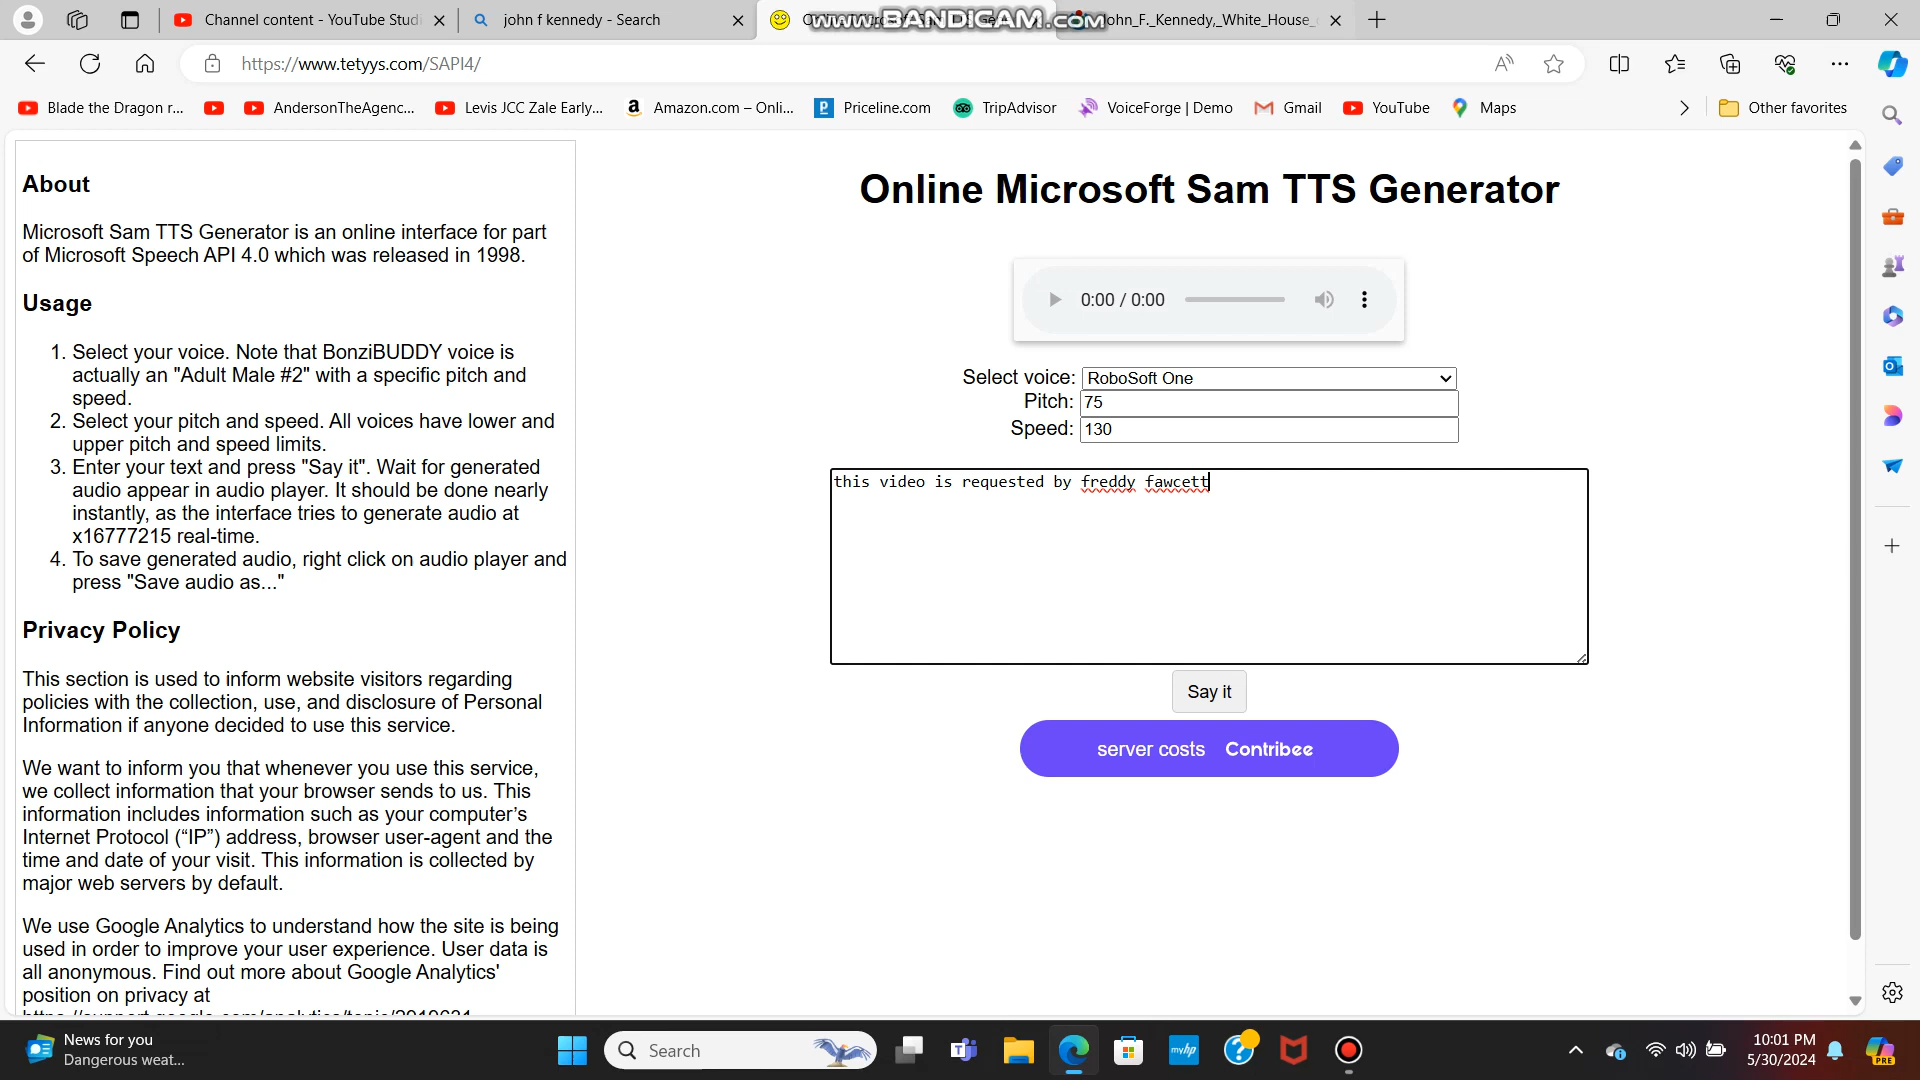 Channel content - YouTube Studi
john f kennedy - Search
www.BANDICAM.com
John_F._Kennedy,_White_House_
https://www.tetyys.com/SAPI4/
Blade the Dragon r...
AndersonTheAgenc...
Levis JCC Zale Early...
Amazon.com – Onli...
Priceline.com
TripAdvisor
VoiceForge | Demo
Gmail
YouTube
Maps
Other favorites
About
Microsoft Sam TTS Generator is an online interface for part
of Microsoft Speech API 4.0 which was released in 1998.
Usage
1. Select your voice. Note that BonziBUDDY voice is
actually an "Adult Male #2" with a specific pitch and
speed.
2. Select your pitch and speed. All voices have lower and
upper pitch and speed limits.
3. Enter your text and press "Say it". Wait for generated
audio appear in audio player. It should be done nearly
instantly, as the interface tries to generate audio at
x16777215 real-time.
4. To save generated audio, right click on audio player and
press "Save audio as..."
Privacy Policy
This section is used to inform website visitors regarding
policies with the collection, use, and disclosure of Personal
Information if anyone decided to use this service.
We want to inform you that whenever you use this service,
we collect information that your browser sends to us. This
information includes information such as your computer’s
Internet Protocol (“IP”) address, browser user-agent and the
time and date of your visit. This information is collected by
major web servers by default.
We use Google Analytics to understand how the site is being
used in order to improve your user experience. User data is
all anonymous. Find out more about Google Analytics'
position on privacy at
Online Microsoft Sam TTS Generator
0:00 / 0:00
Select voice: RoboSoft One
Pitch: 75
Speed: 130
this video is requested by freddy fawcett
Say it
server costs Contribee
News for you
Dangerous weat...
Search
myhp
10:01 PM
5/30/2024
PRE